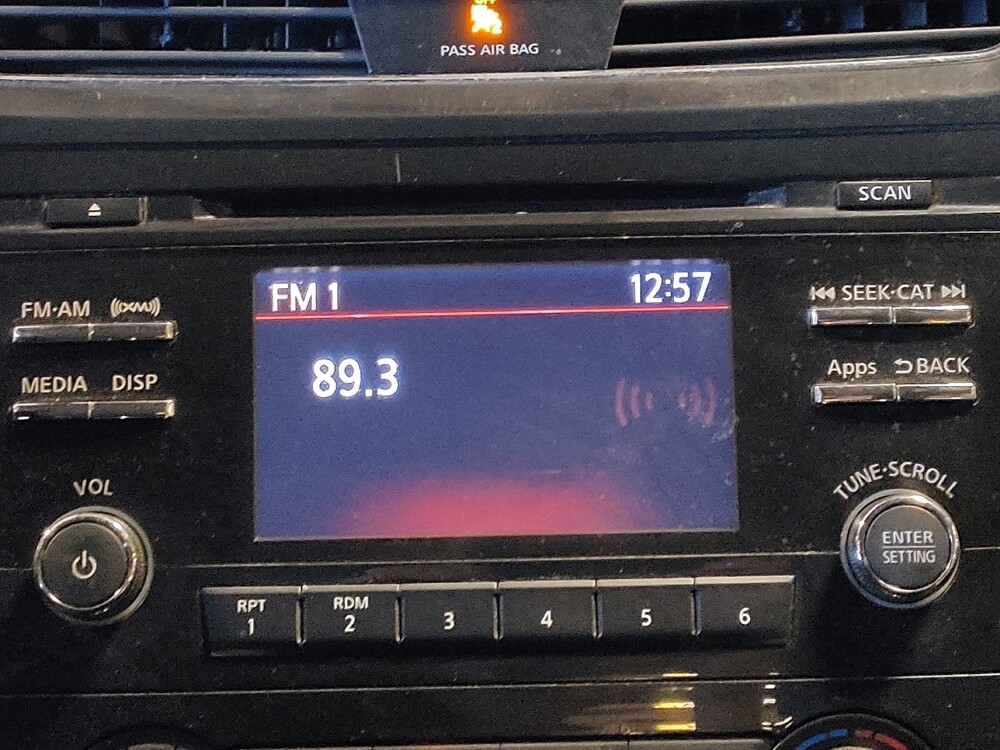 PASS AIR BAG
SCAN
FM·AM ((XM))
FM 1 12:57
SEEK·CAT
89.3
MEDIA DISP
Apps BACK
VOL
TUNE·SCROLL
ENTER
SETTING
RPT
1
RDM
2
3
4
5
6